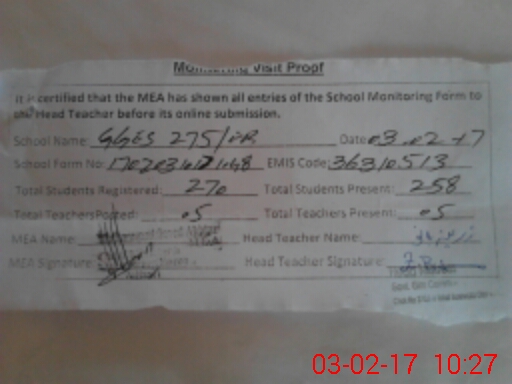 Monitoring Visit Proof
It is certified that the MEA has shown all entries of the School Monitoring Form to
the Head Teacher before its online submission.
School Name: GGES 275/GR Date 03.02-17
School Form No: EMIS Code: 36310513
Total Students Registered: 270 Total Students Present: 258
Total Teachers Posted: 05 Total Teachers Present: 05
MEA Name: Head Teacher Name:
MEA Signature: Head Teacher Signature:
03-02-17 10:27